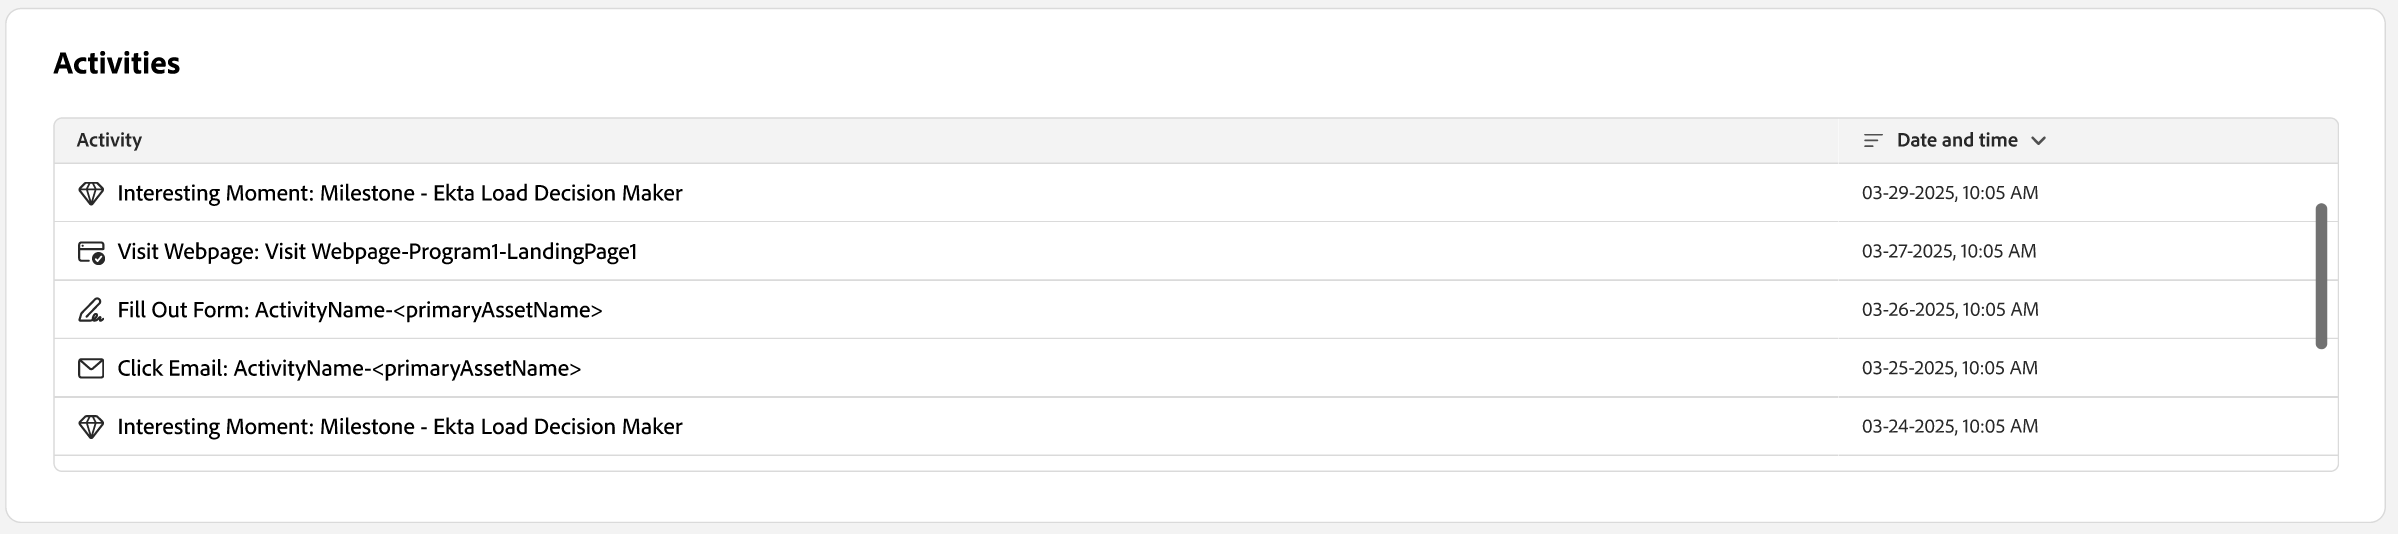 Activities
Activity Date and time
Interesting Moment: Milestone - Ekta Load Decision Maker 03-29-2025, 10:05 AM
Visit Webpage: Visit Webpage-Program1-LandingPage1 03-27-2025, 10:05 AM
Fill Out Form: ActivityName-<primaryAssetName> 03-26-2025, 10:05 AM
Click Email: ActivityName-<primaryAssetName> 03-25-2025, 10:05 AM
Interesting Moment: Milestone - Ekta Load Decision Maker 03-24-2025, 10:05 AM